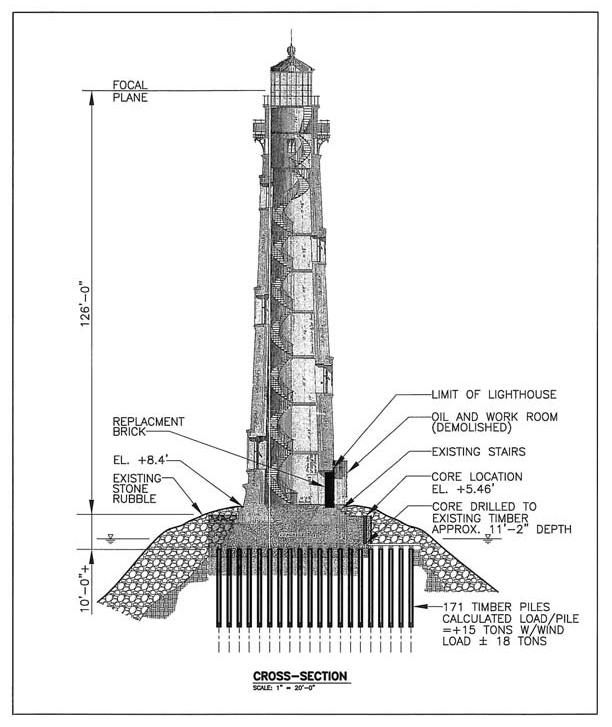 FOCAL
PLANE
126'-0"
LIMIT OF LIGHTHOUSE
OIL AND WORK ROOM
(DEMOLISHED)
REPLACMENT
BRICK
EXISTING STAIRS
EL. +8.4'
CORE LOCATION
EL. +5.46'
EXISTING
STONE
RUBBLE
CORE DRILLED TO
EXISTING TIMBER
APPROX. 11'-2" DEPTH
10'-0"+
171 TIMBER PILES
CALCULATED LOAD/PILE
=+15 TONS W/WIND
LOAD ± 18 TONS
CROSS-SECTION
SCALE: 1" = 20'-0"